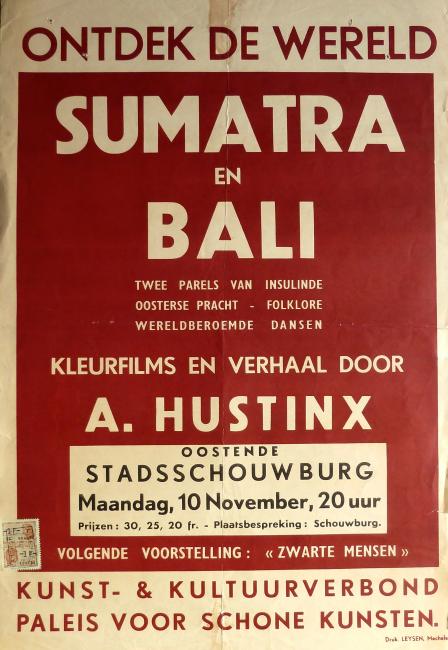 ONTDEK DE WERELD
SUMATRA
EN
BALI
TWEE PARELS VAN INSULINDE
OOSTERSE PRACHT - FOLKLORE
WERELDBEROEMDE DANSEN
KLEURFILMS EN VERHAAL DOOR
A. HUSTINX
OOSTENDE
STADSSCHOUWBURG
Maandag, 10 November, 20 uur
Prijzen: 30, 25, 20 fr. - Plaatsbespreking: Schouwburg.
VOLGENDE VOORSTELLING: « ZWARTE MENSEN »
KUNST- & KULTUURVERBOND
PALEIS VOOR SCHONE KUNSTEN.
Druk. LEYSEN, Mechele